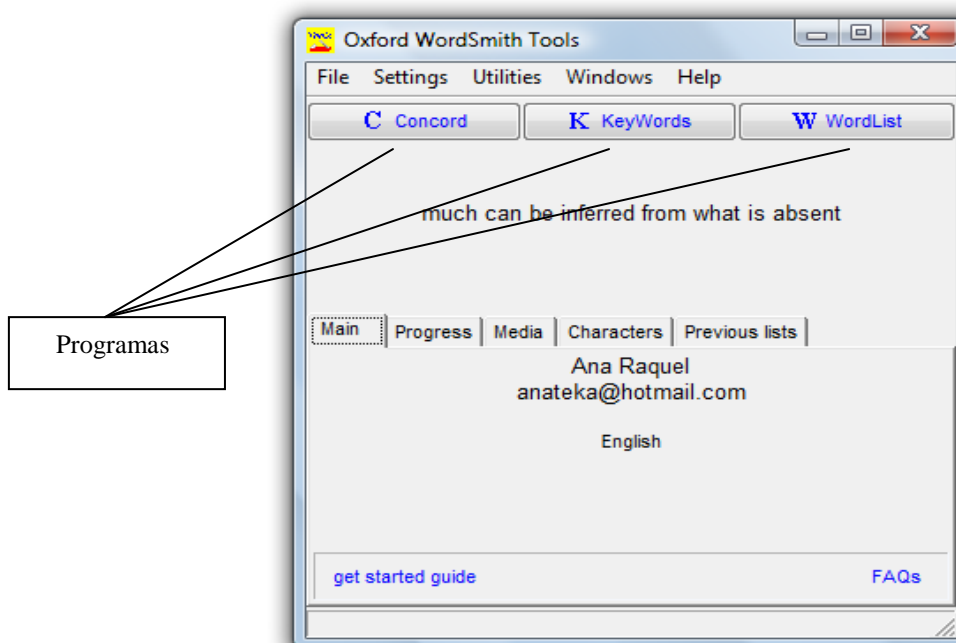 Oxford WordSmith Tools
File Settings Utilities Windows Help
C Concord K KeyWords W WordList
much can be inferred from what is absent
Programas
Main Progress Media Characters Previous lists
Ana Raquel
anateka@hotmail.com
English
get started guide FAQs